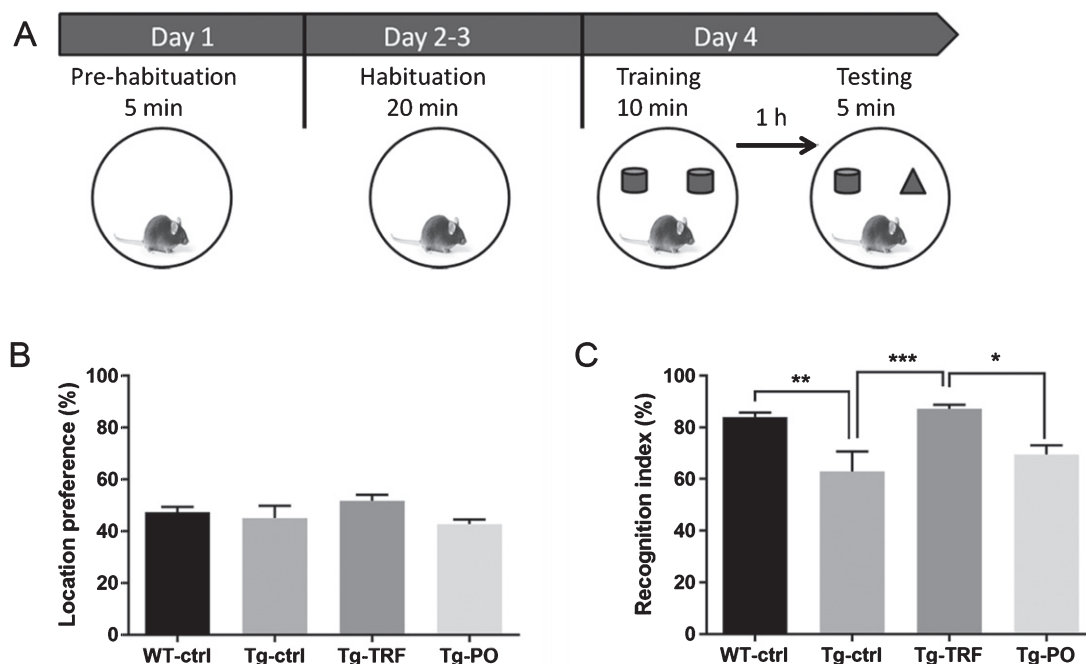 A
Day 1 Day 2-3 Day 4
Pre-habituation Habituation Training Testing
5 min 20 min 10 min 5 min
1 h
B
Location preference (%)
100
80
60
40
20
0
WT-ctrl Tg-ctrl Tg-TRF Tg-PO
C
Recognition index (%)
100
80
60
40
20
0
** *** *
WT-ctrl Tg-ctrl Tg-TRF Tg-PO